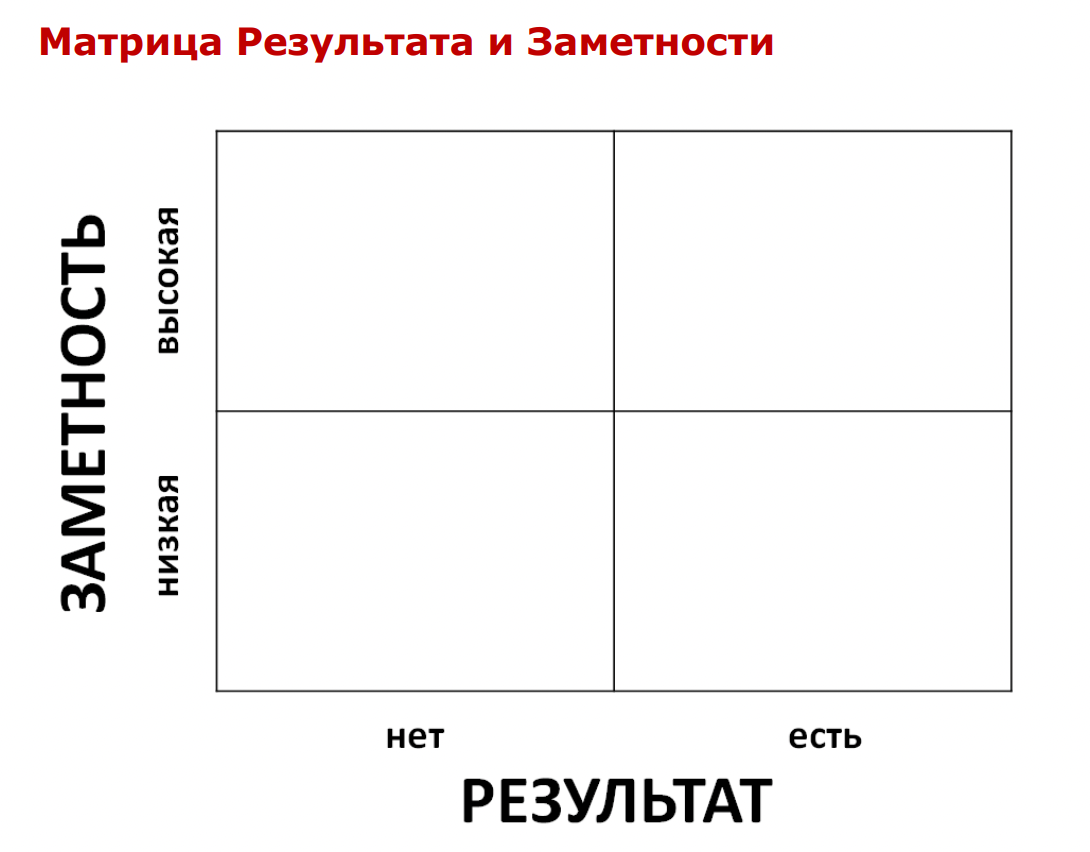 Матрица Результата и Заметности
ЗАМЕТНОСТЬ
высокая
низкая
нет
есть
РЕЗУЛЬТАТ